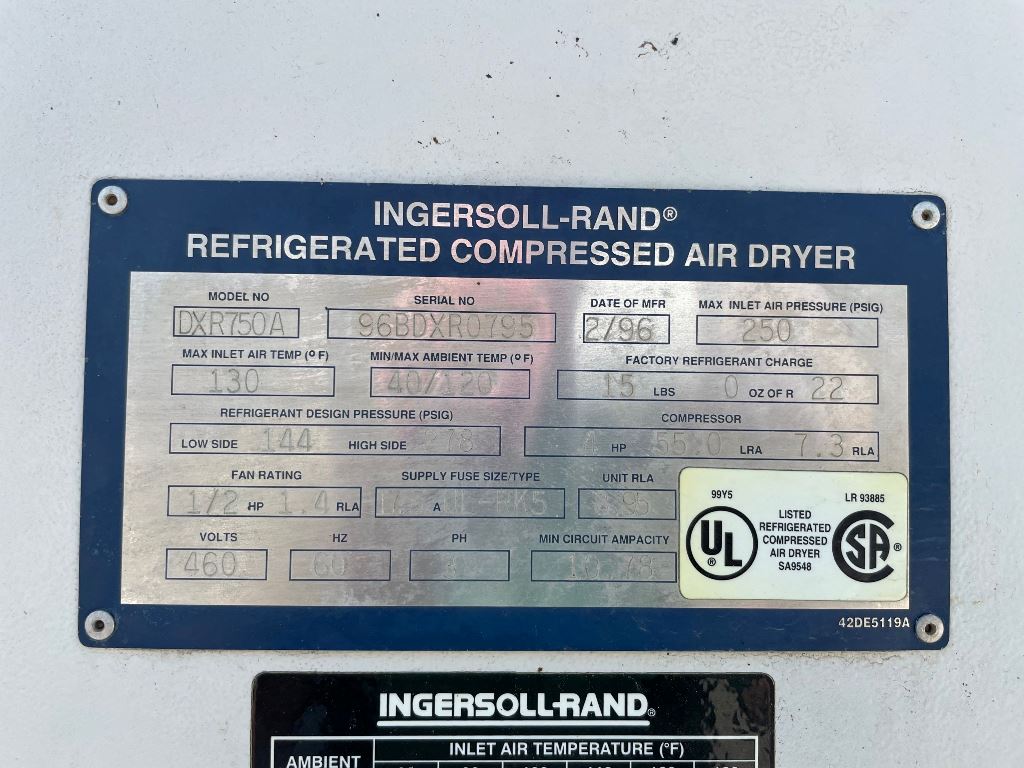 INGERSOLL-RAND®
REFRIGERATED COMPRESSED AIR DRYER
MODEL NO SERIAL NO DATE OF MFR MAX INLET AIR PRESSURE (PSIG)
DXR750A 96BDXR0795 2/96 250
MAX INLET AIR TEMP (°F) MIN/MAX AMBIENT TEMP (°F) FACTORY REFRIGERANT CHARGE
130 40/120 15 LBS 0 OZ OF R 22
REFRIGERANT DESIGN PRESSURE (PSIG) COMPRESSOR
LOW SIDE 144 HIGH SIDE 278 4 HP 55.0 LRA 7.3 RLA
FAN RATING SUPPLY FUSE SIZE/TYPE UNIT RLA
1/2 HP 1.4 RLA A
VOLTS HZ PH MIN CIRCUIT AMPACITY
460 60 3
99Y5 LR 93885
UL ®
LISTED
REFRIGERATED
COMPRESSED
AIR DRYER
SA9548
SA ®
42DE5119A
INGERSOLL-RAND®
INLET AIR TEMPERATURE (°F)
AMBIENT